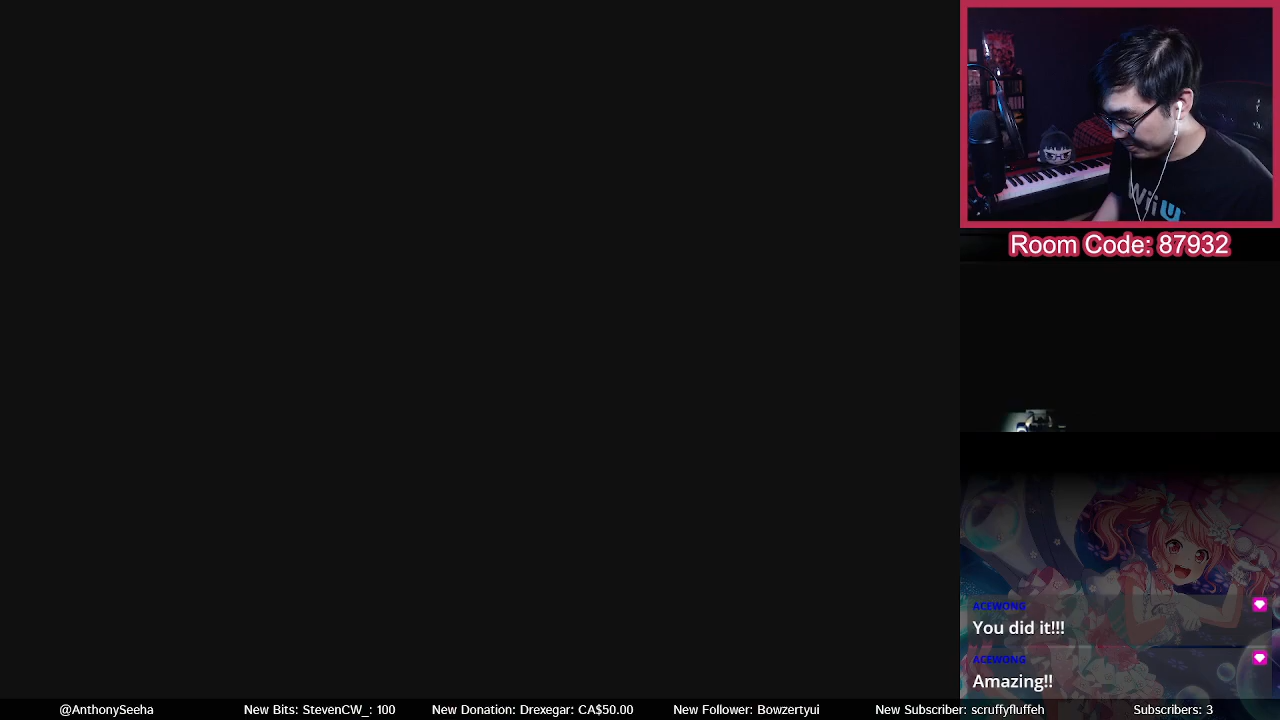 Wii U
Room Code: 87932
ACEWONG
You did it!!!
ACEWONG
Amazing!!
@AnthonySeeha
New Bits: StevenCW_: 100
New Donation: Drexegar: CA$50.00
New Follower: Bowzertyui
New Subscriber: scruffyfluffeh
Subscribers: 3